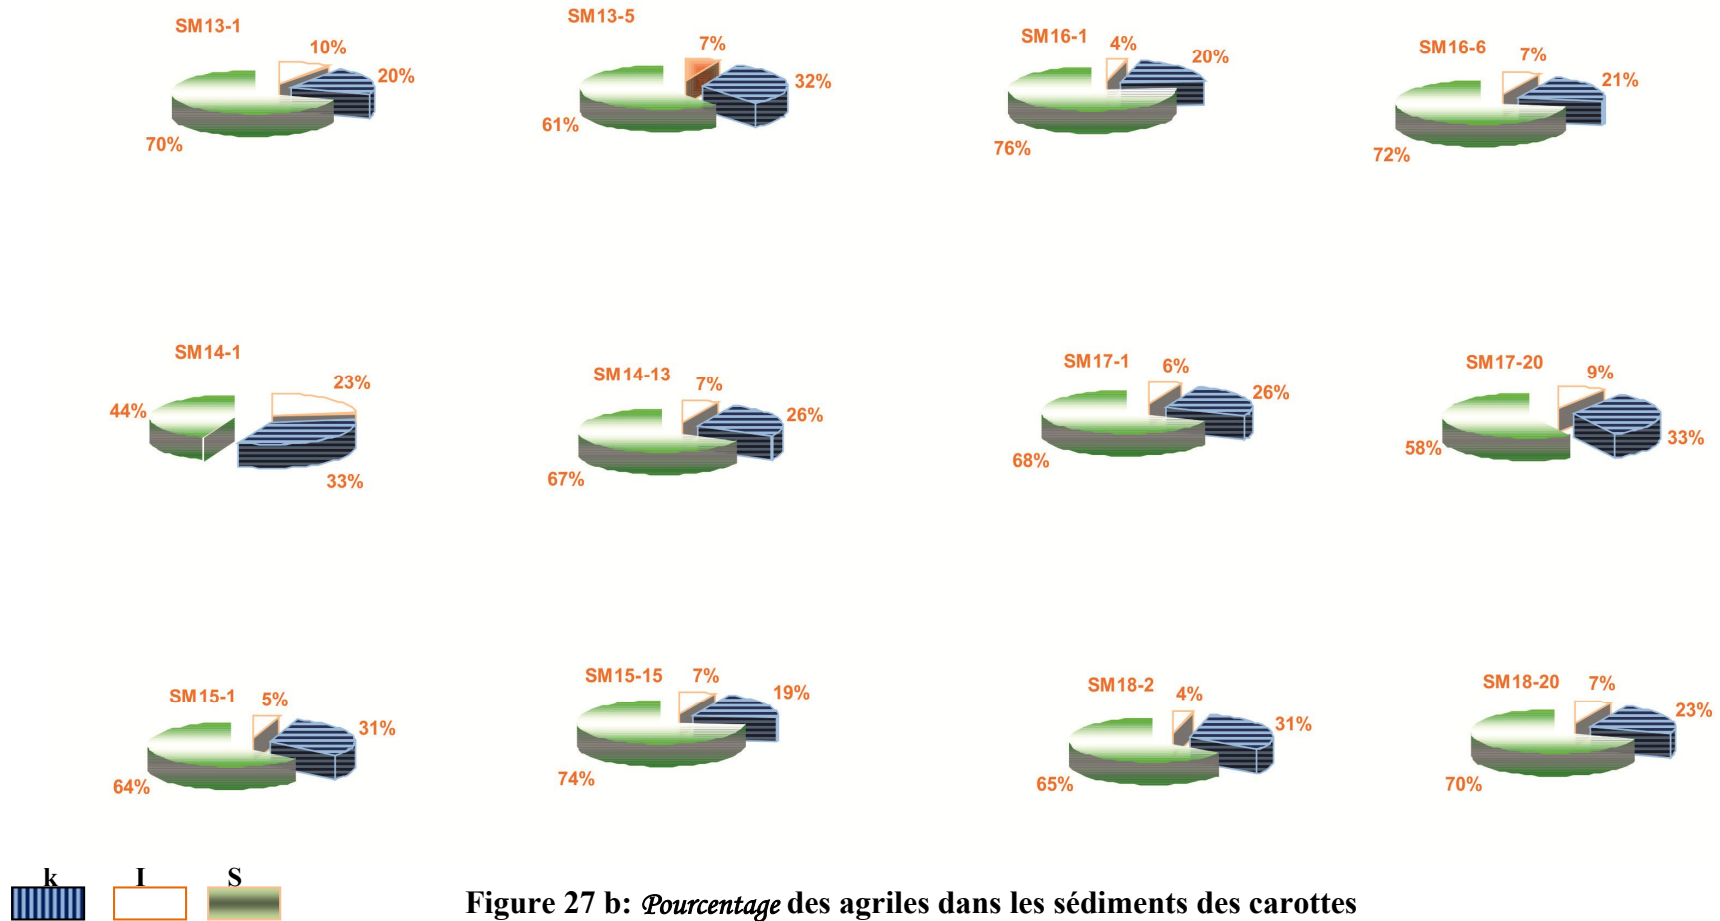 SM13-1
10%
20%
70%
SM13-5
7%
32%
61%
SM16-1
4%
20%
76%
SM16-6
7%
21%
72%
SM14-1
23%
44%
33%
SM14-13
7%
26%
67%
SM17-1
6%
26%
68%
SM17-20
9%
33%
58%
SM15-1
5%
31%
64%
SM15-15
7%
19%
74%
SM18-2
4%
31%
65%
SM18-20
7%
23%
70%
k I S
Figure 27 b: Pourcentage des agriles dans les sédiments des carottes